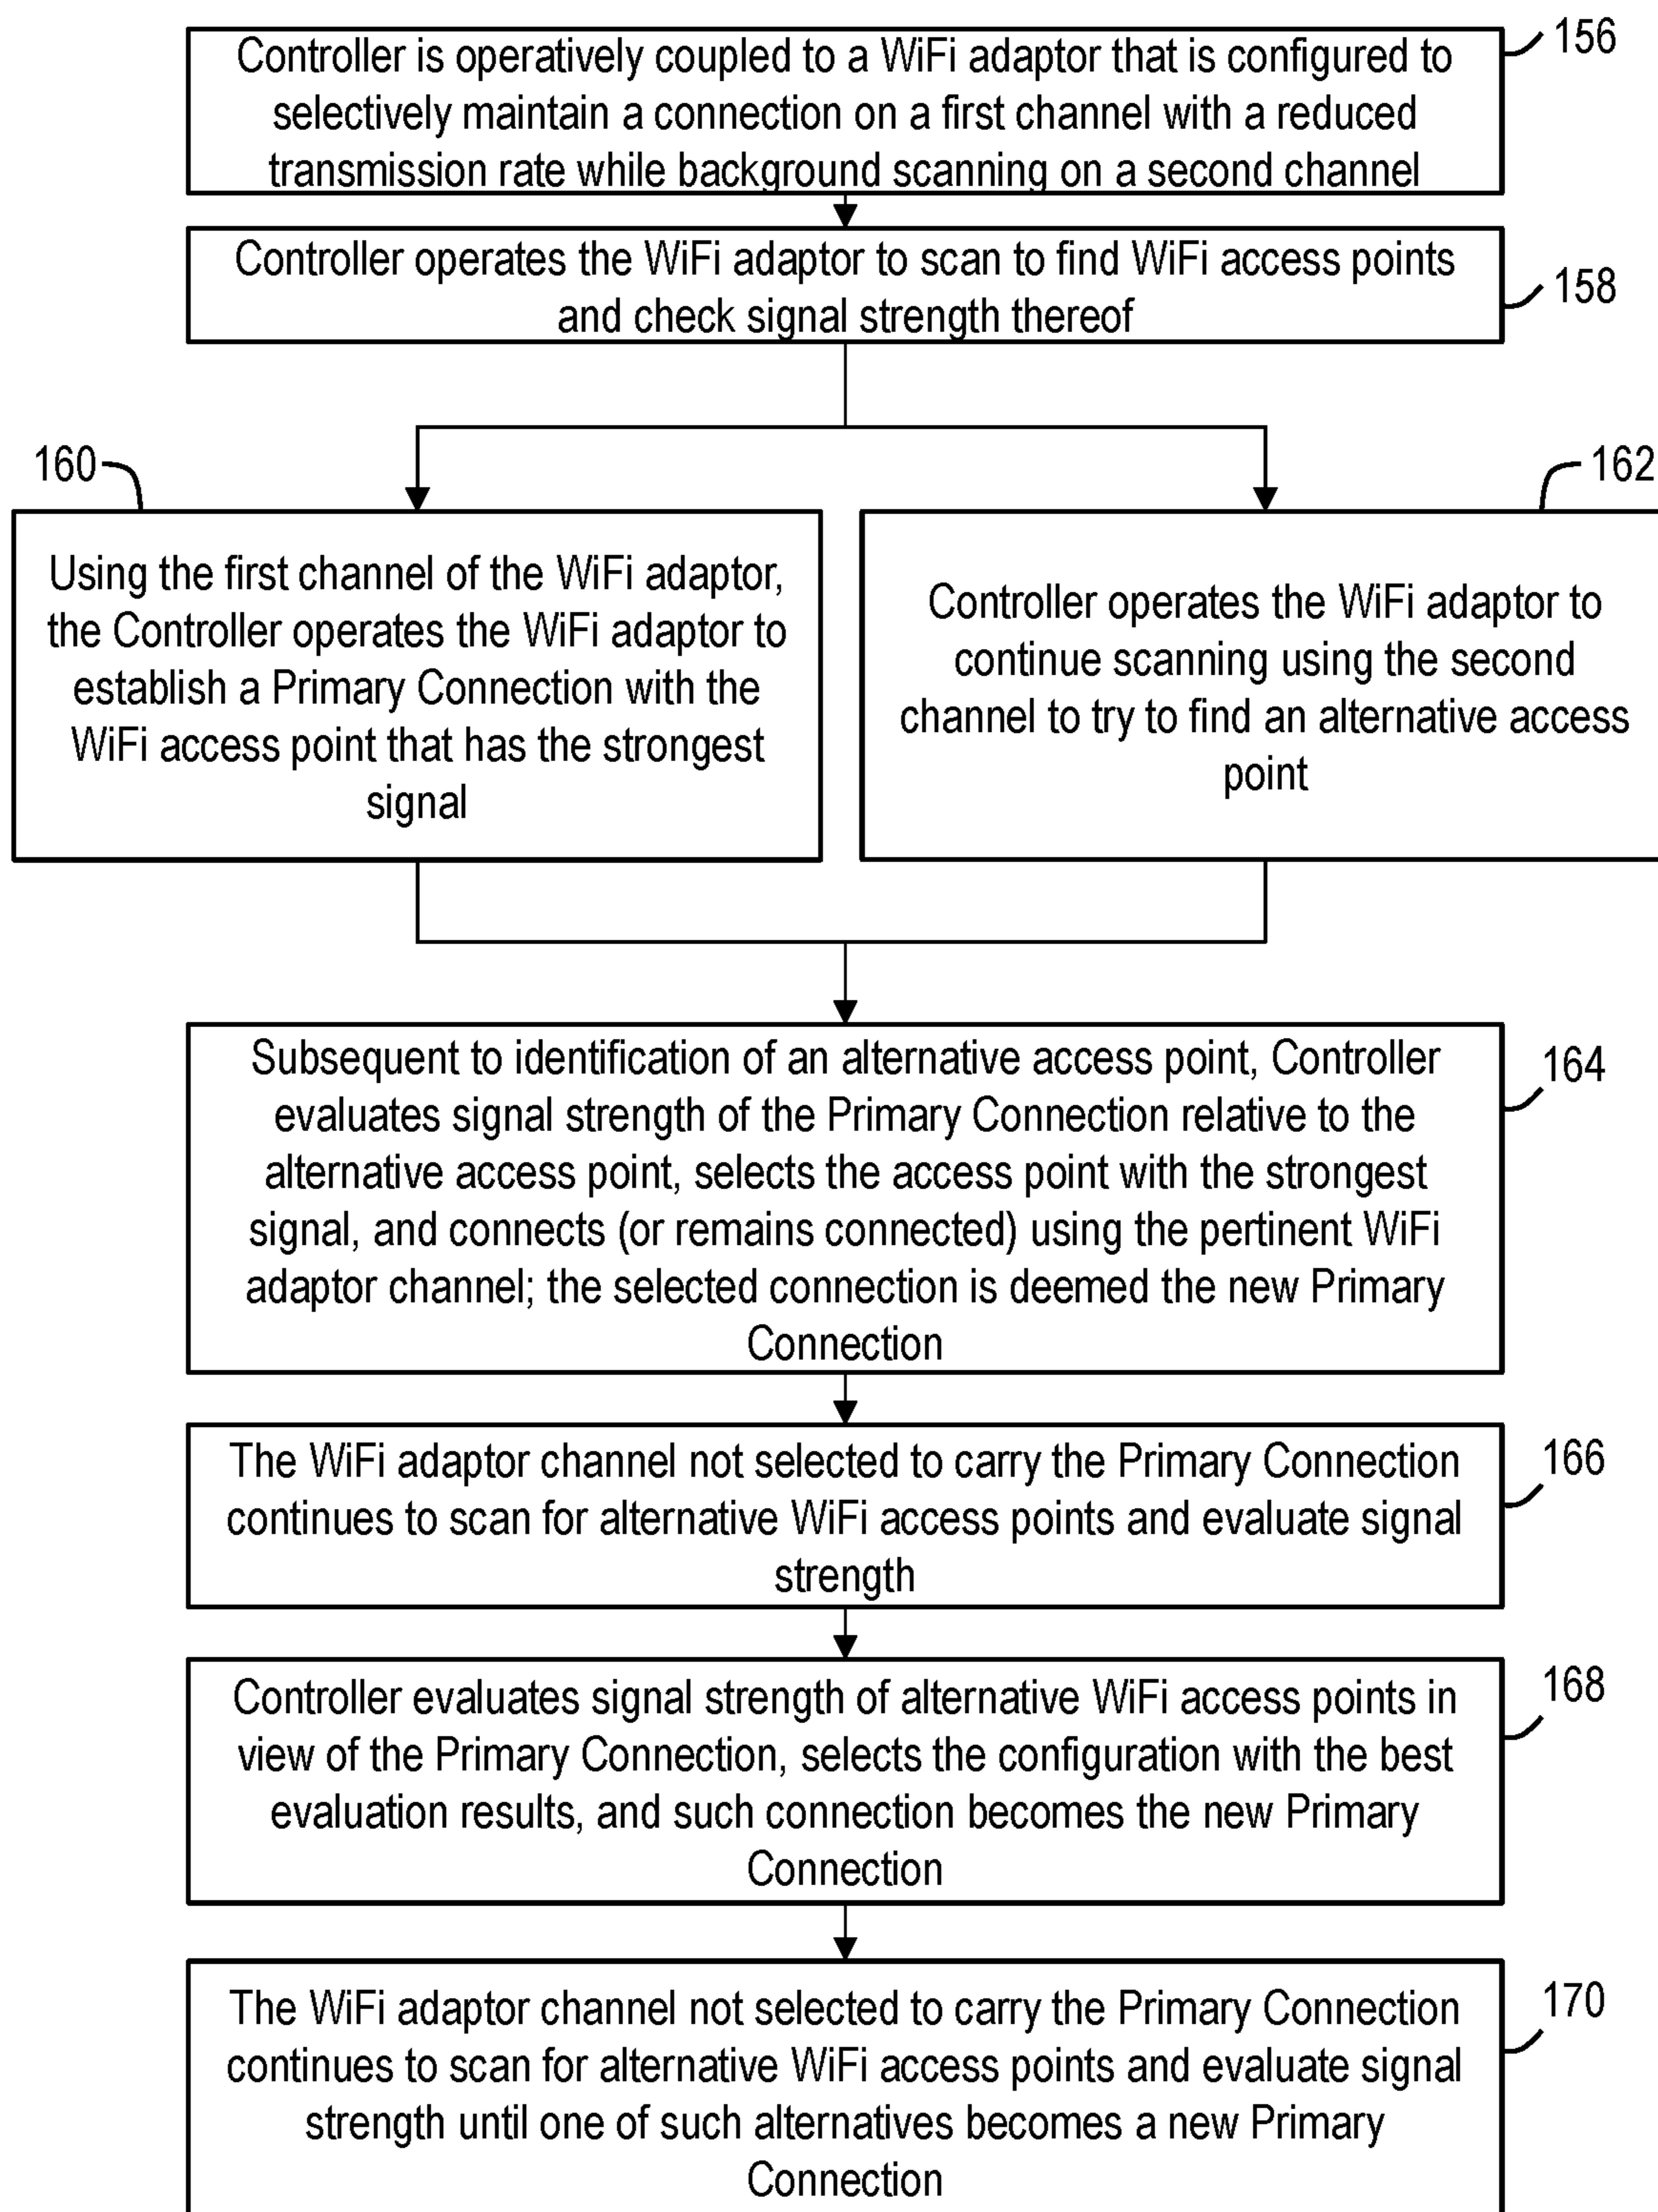 Controller is operatively coupled to a WiFi adaptor that is configured to
selectively maintain a connection on a first channel with a reduced
transmission rate while background scanning on a second channel
156
Controller operates the WiFi adaptor to scan to find WiFi access points
and check signal strength thereof
158
160
Using the first channel of the WiFi adaptor,
the Controller operates the WiFi adaptor to
establish a Primary Connection with the
WiFi access point that has the strongest
signal
162
Controller operates the WiFi adaptor to
continue scanning using the second
channel to try to find an alternative access
point
Subsequent to identification of an alternative access point, Controller
evaluates signal strength of the Primary Connection relative to the
alternative access point, selects the access point with the strongest
signal, and connects (or remains connected) using the pertinent WiFi
adaptor channel; the selected connection is deemed the new Primary
Connection
164
The WiFi adaptor channel not selected to carry the Primary Connection
continues to scan for alternative WiFi access points and evaluate signal
strength
166
Controller evaluates signal strength of alternative WiFi access points in
view of the Primary Connection, selects the configuration with the best
evaluation results, and such connection becomes the new Primary
Connection
168
The WiFi adaptor channel not selected to carry the Primary Connection
continues to scan for alternative WiFi access points and evaluate signal
strength until one of such alternatives becomes a new Primary
Connection
170